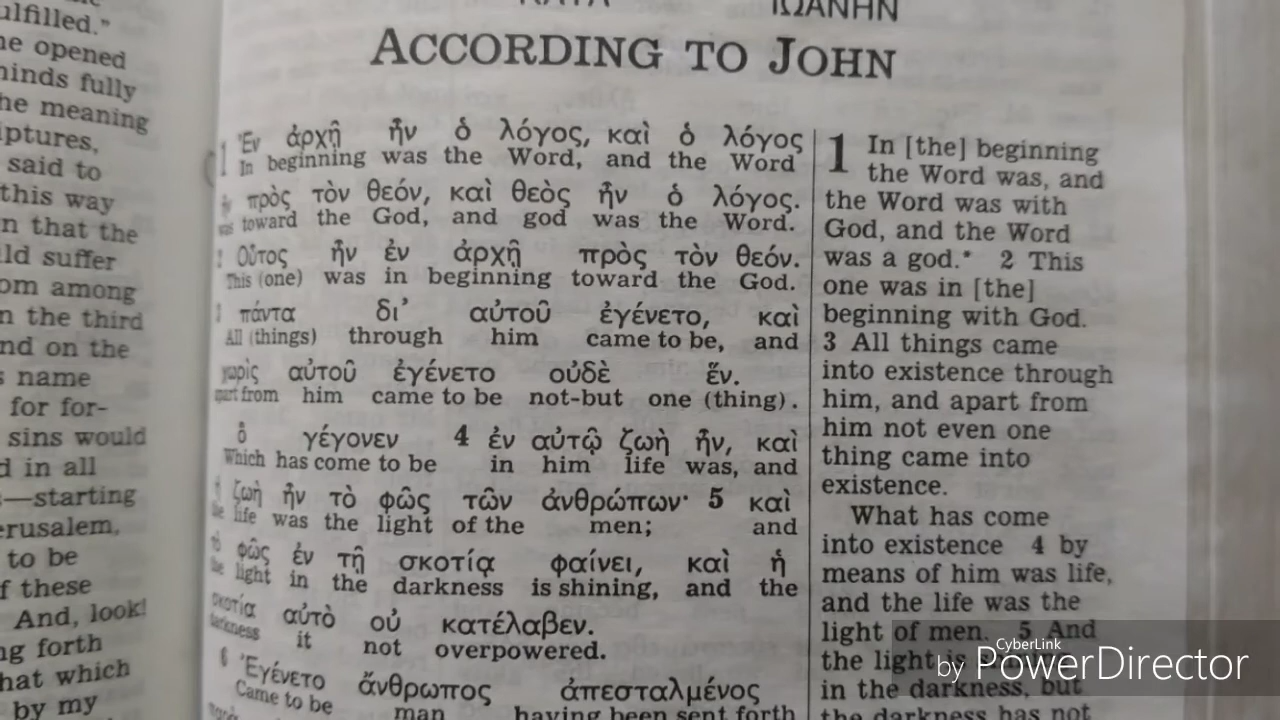 ulfilled."
he opened
minds fully
he meaning
iptures,
said to
this way
n that the
ld suffer
om among
n the third
nd on the
s name
for for-
sins would
d in all
—starting
erusalem,
to be
f these
And, look!
ng forth
hat which
by my
ΚΑΤΑ ΙΩΑΝΗΝ
ACCORDING TO JOHN
1 Ἐν ἀρχῇ ἦν ὁ λόγος, καὶ ὁ λόγος
In beginning was the Word, and the Word
ἦν πρὸς τὸν θεόν, καὶ θεὸς ἦν ὁ λόγος.
was toward the God, and god was the Word.
2 Οὗτος ἦν ἐν ἀρχῇ πρὸς τὸν θεόν.
This (one) was in beginning toward the God.
3 πάντα δι' αὐτοῦ ἐγένετο, καὶ
All (things) through him came to be, and
χωρὶς αὐτοῦ ἐγένετο οὐδὲ ἕν.
apart from him came to be not-but one (thing).
ὃ γέγονεν 4 ἐν αὐτῷ ζωὴ ἦν, καὶ
Which has come to be in him life was, and
ἡ ζωὴ ἦν τὸ φῶς τῶν ἀνθρώπων· 5 καὶ
the life was the light of the men; and
τὸ φῶς ἐν τῇ σκοτίᾳ φαίνει, καὶ ἡ
the light in the darkness is shining, and the
σκοτία αὐτὸ οὐ κατέλαβεν.
darkness it not overpowered.
6 Ἐγένετο ἄνθρωπος ἀπεσταλμένος
Came to be man having been sent forth
1 In [the] beginning
the Word was, and
the Word was with
God, and the Word
was a god.* 2 This
one was in [the]
beginning with God.
3 All things came
into existence through
him, and apart from
him not even one
thing came into
existence.
What has come
into existence 4 by
means of him was life,
and the life was the
light of men. 5 And
the light is shining
in the darkness, but
the darkness has not
CyberLink
by PowerDirector